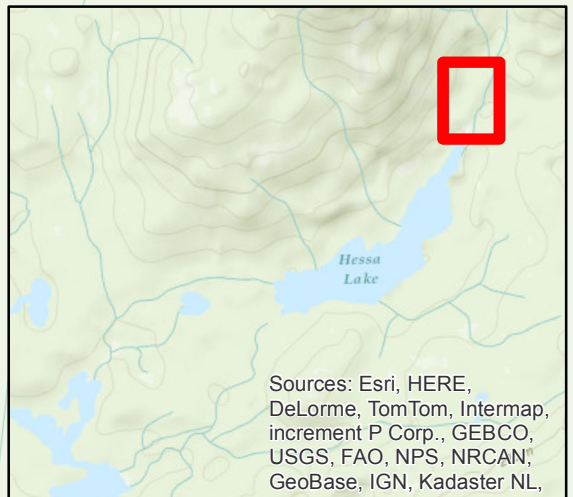 Hessa
Lake
Sources: Esri, HERE,
DeLorme, TomTom, Intermap,
increment P Corp., GEBCO,
USGS, FAO, NPS, NRCAN,
GeoBase, IGN, Kadaster NL,